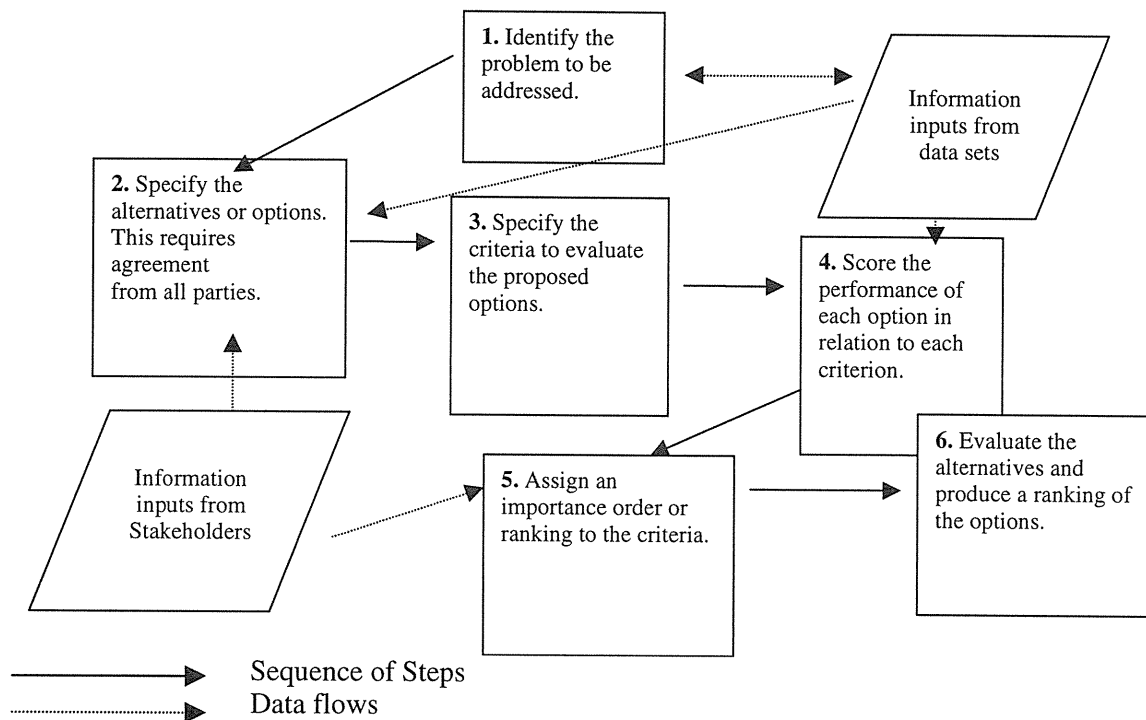 1. Identify the
problem to be
addressed.
Information
inputs from
data sets
2. Specify the
alternatives or options.
This requires
agreement
from all parties.
3. Specify the
criteria to evaluate
the proposed
options.
4. Score the
performance of
each option in
relation to each
criterion.
Information
inputs from
Stakeholders
5. Assign an
importance order or
ranking to the criteria.
6. Evaluate the
alternatives and
produce a ranking of
the options.
Sequence of Steps
Data flows